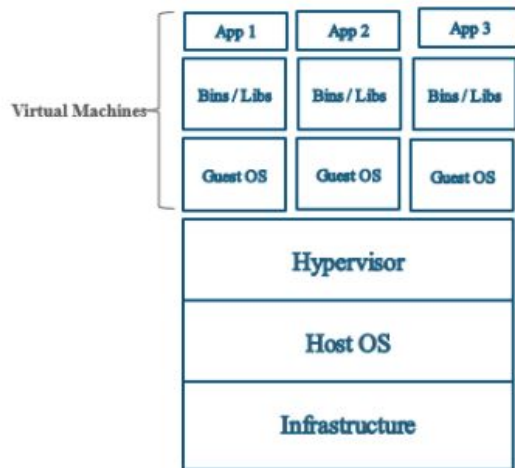 App 1 App 2 App 3
Virtual Machines
Bins / Libs Bins / Libs Bins / Libs
Guest OS Guest OS Guest OS
Hypervisor
Host OS
Infrastructure